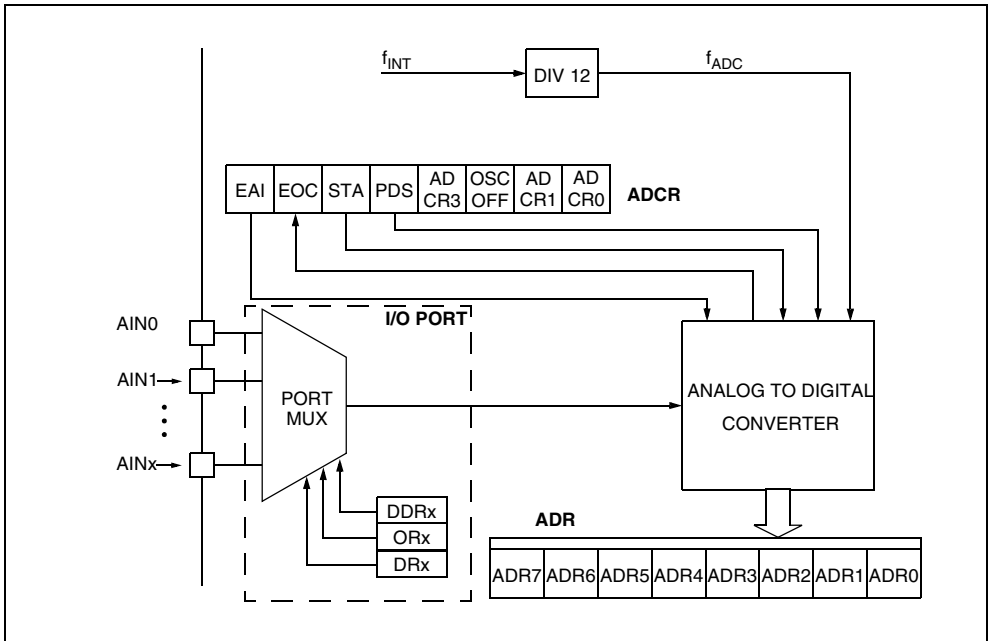 fINT
DIV 12
fADC
EAI EOC STA PDS AD CR3 OSC OFF AD CR1 AD CR0
ADCR
I/O PORT
AIN0
AIN1
AINx
PORT
MUX
ANALOG TO DIGITAL
CONVERTER
DDRx
ORx
DRx
ADR
ADR7 ADR6 ADR5 ADR4 ADR3 ADR2 ADR1 ADR0